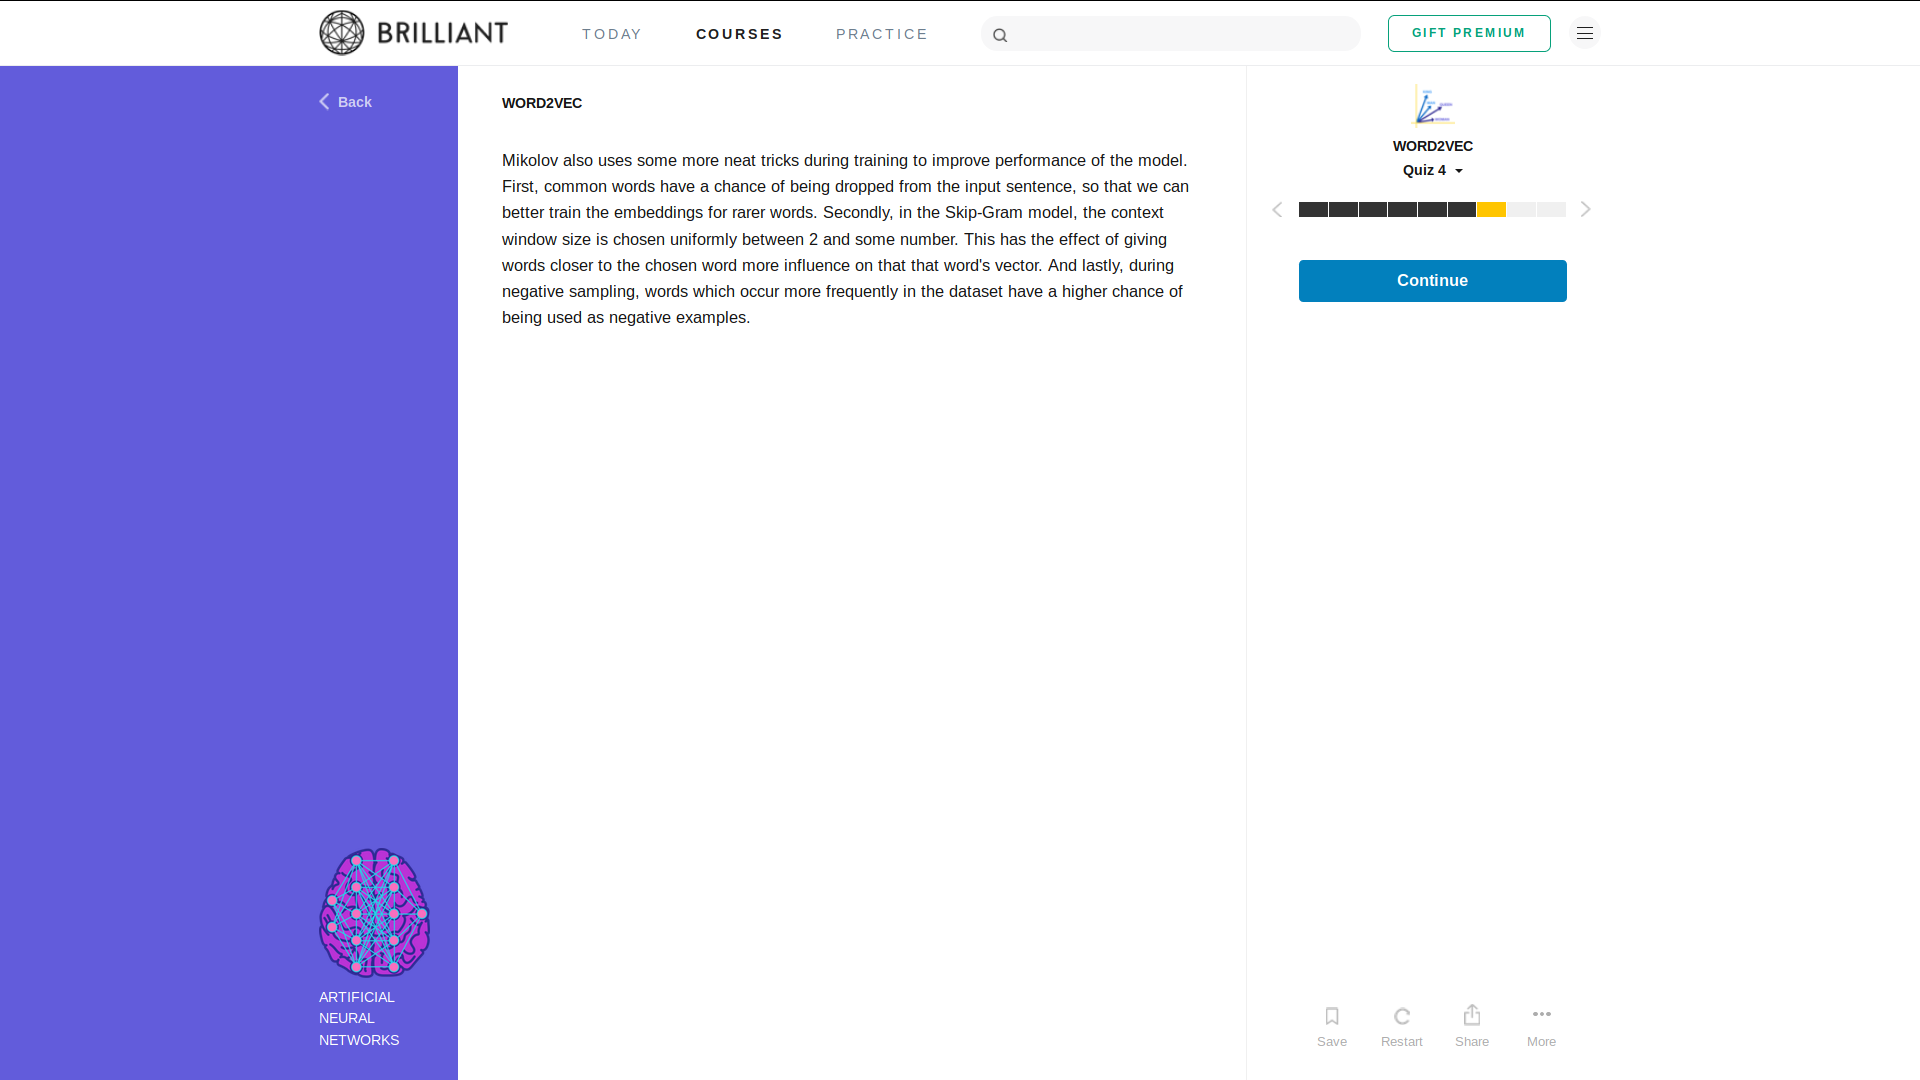 BRILLIANT
TODAY
COURSES
PRACTICE
GIFT PREMIUM
Back
WORD2VEC
Mikolov also uses some more neat tricks during training to improve performance of the model.
First, common words have a chance of being dropped from the input sentence, so that we can
better train the embeddings for rarer words. Secondly, in the Skip-Gram model, the context
window size is chosen uniformly between 2 and some number. This has the effect of giving
words closer to the chosen word more influence on that that word's vector. And lastly, during
negative sampling, words which occur more frequently in the dataset have a higher chance of
being used as negative examples.
WORD2VEC
Quiz 4
Continue
ARTIFICIAL
NEURAL
NETWORKS
Save
Restart
Share
More